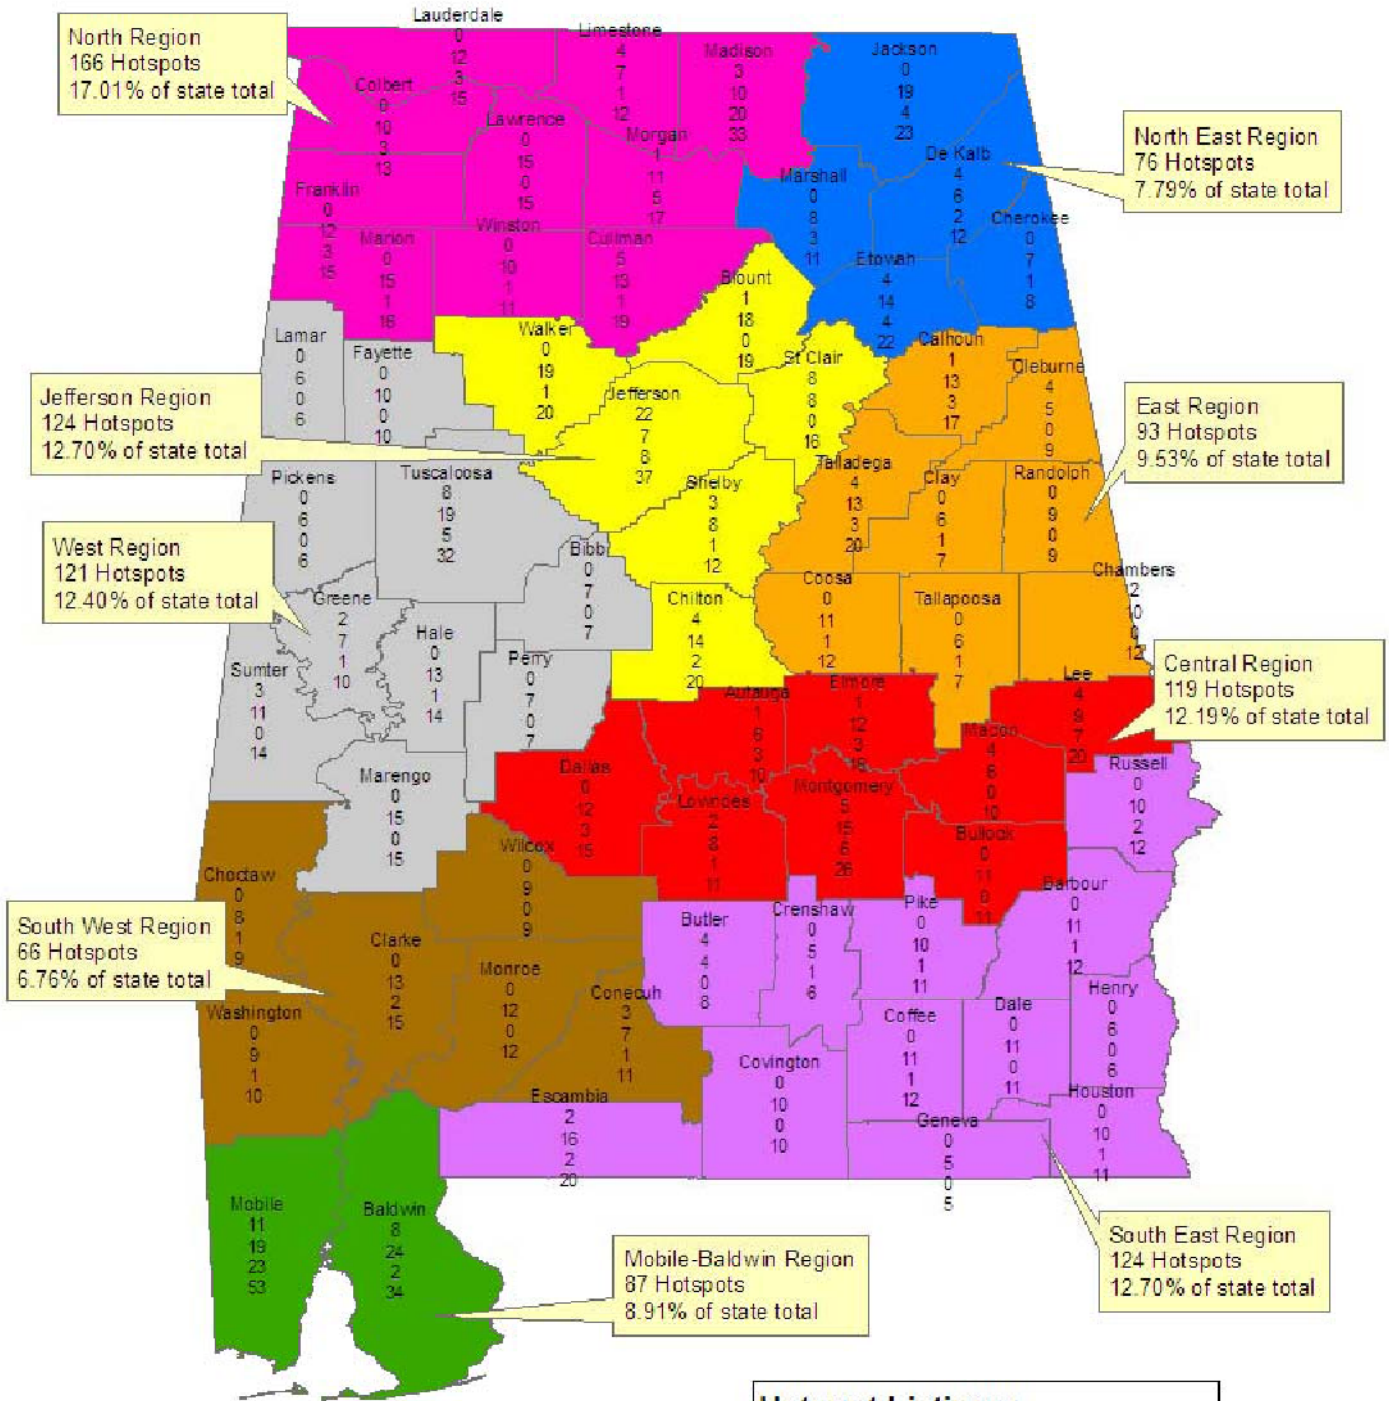 North Region
166 Hotspots
17.01% of state total
Lauderdale
0
12
3
15
Limestone
4
7
1
12
Madison
3
10
20
33
Jackson
0
19
4
23
Colbert
0
10
3
13
Lawrence
0
15
0
15
Morgan
1
11
5
17
North East Region
76 Hotspots
7.79% of state total
De Kalb
4
6
2
12
Marshall
0
8
3
11
Cherokee
0
7
1
8
Franklin
0
12
3
15
Marion
0
15
1
16
Winston
0
10
1
11
Cullman
5
13
1
19
Etowah
4
14
4
22
Blount
1
18
0
19
Lamar
0
6
0
6
Fayette
0
10
0
10
Walker
0
19
1
20
St Clair
8
8
0
16
Calhoun
1
13
3
17
Cleburne
4
5
0
9
Jefferson Region
124 Hotspots
12.70% of state total
Jefferson
22
7
8
37
East Region
93 Hotspots
9.53% of state total
Pickens
0
6
0
6
Tuscaloosa
8
19
5
32
Shelby
3
8
1
12
Talladega
4
13
3
20
Clay
0
6
1
7
Randolph
0
9
0
9
West Region
121 Hotspots
12.40% of state total
Bibb
0
7
0
7
Greene
2
7
1
10
Hale
0
13
1
14
Chilton
4
14
2
20
Coosa
0
11
1
12
Tallapoosa
0
6
1
7
Chambers
2
10
0
12
Sumter
3
11
0
14
Perry
0
7
0
7
Autauga
1
6
3
10
Elmore
1
12
3
16
Lee
4
9
7
20
Central Region
119 Hotspots
12.19% of state total
Macon
4
6
0
10
Russell
0
10
2
12
Marengo
0
15
0
15
Dallas
0
12
3
15
Lowndes
2
8
1
11
Montgomery
5
15
6
26
Bullock
0
11
0
11
Choctaw
0
8
1
9
Wilcox
0
9
0
9
Barbour
0
11
1
12
South West Region
66 Hotspots
6.76% of state total
Clarke
0
13
2
15
Butler
4
4
0
8
Crenshaw
0
5
1
6
Pike
0
10
1
11
Monroe
0
12
0
12
Conecuh
3
7
1
11
Henry
0
6
0
6
Washington
0
9
1
10
Coffee
0
11
1
12
Dale
0
11
0
11
Covington
0
10
0
10
Escambia
2
16
2
20
Geneva
0
5
0
5
Houston
0
10
1
11
Mobile
11
19
23
53
Baldwin
8
24
2
34
Mobile-Baldwin Region
87 Hotspots
8.91% of state total
South East Region
124 Hotspots
12.70% of state total